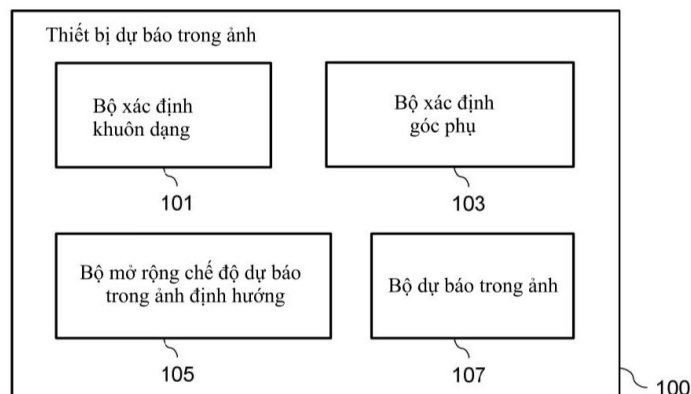 Thiết bị dự báo trong ảnh
Bộ xác định
khuôn dạng
101
Bộ xác định
góc phụ
103
Bộ mở rộng chế độ dự báo
trong ảnh định hướng
105
Bộ dự báo trong ảnh
107
100